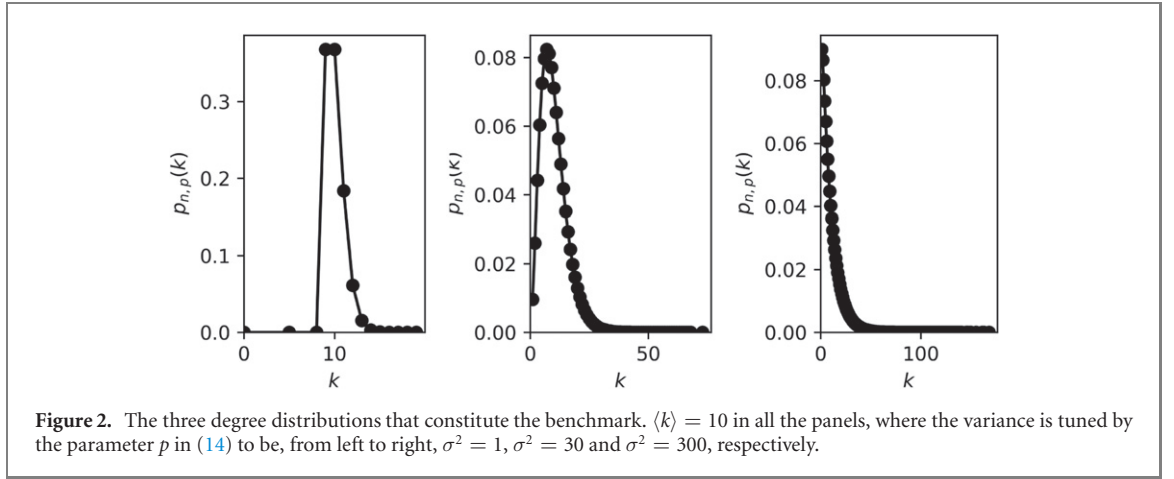 0.3
0.2
0.1
0.0
0
10
k
pn,p(k)
0.08
0.06
0.04
0.02
0.00
0
50
k
pn,p(k)
0.08
0.06
0.04
0.02
0.00
0
100
k
pn,p(k)
Figure 2. The three degree distributions that constitute the benchmark. ⟨k⟩ = 10 in all the panels, where the variance is tuned by
the parameter p in (14) to be, from left to right, σ² = 1, σ² = 30 and σ² = 300, respectively.